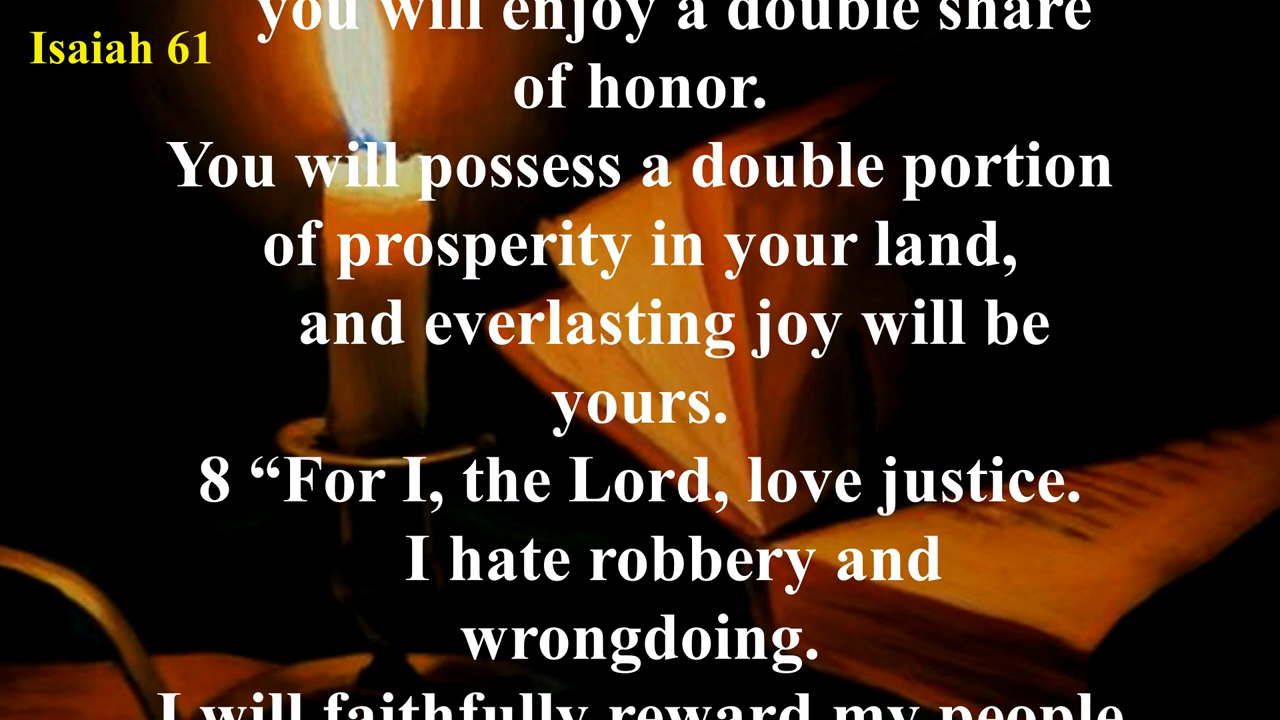 you will enjoy a double share
Isaiah 61
of honor.
You will possess a double portion
of prosperity in your land,
and everlasting joy will be
yours.
8 “For I, the Lord, love justice.
I hate robbery and
wrongdoing.
I will faithfully reward my people